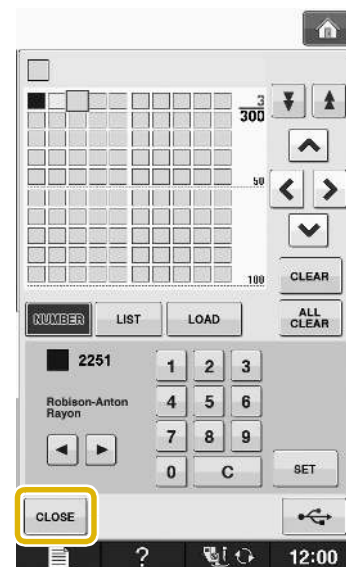 3
300
50
100
CLEAR
NUMBER LIST LOAD
ALL
CLEAR
2251
Robison-Anton
Rayon
1 2 3
4 5 6
7 8 9
0 C
SET
CLOSE
? 12:00